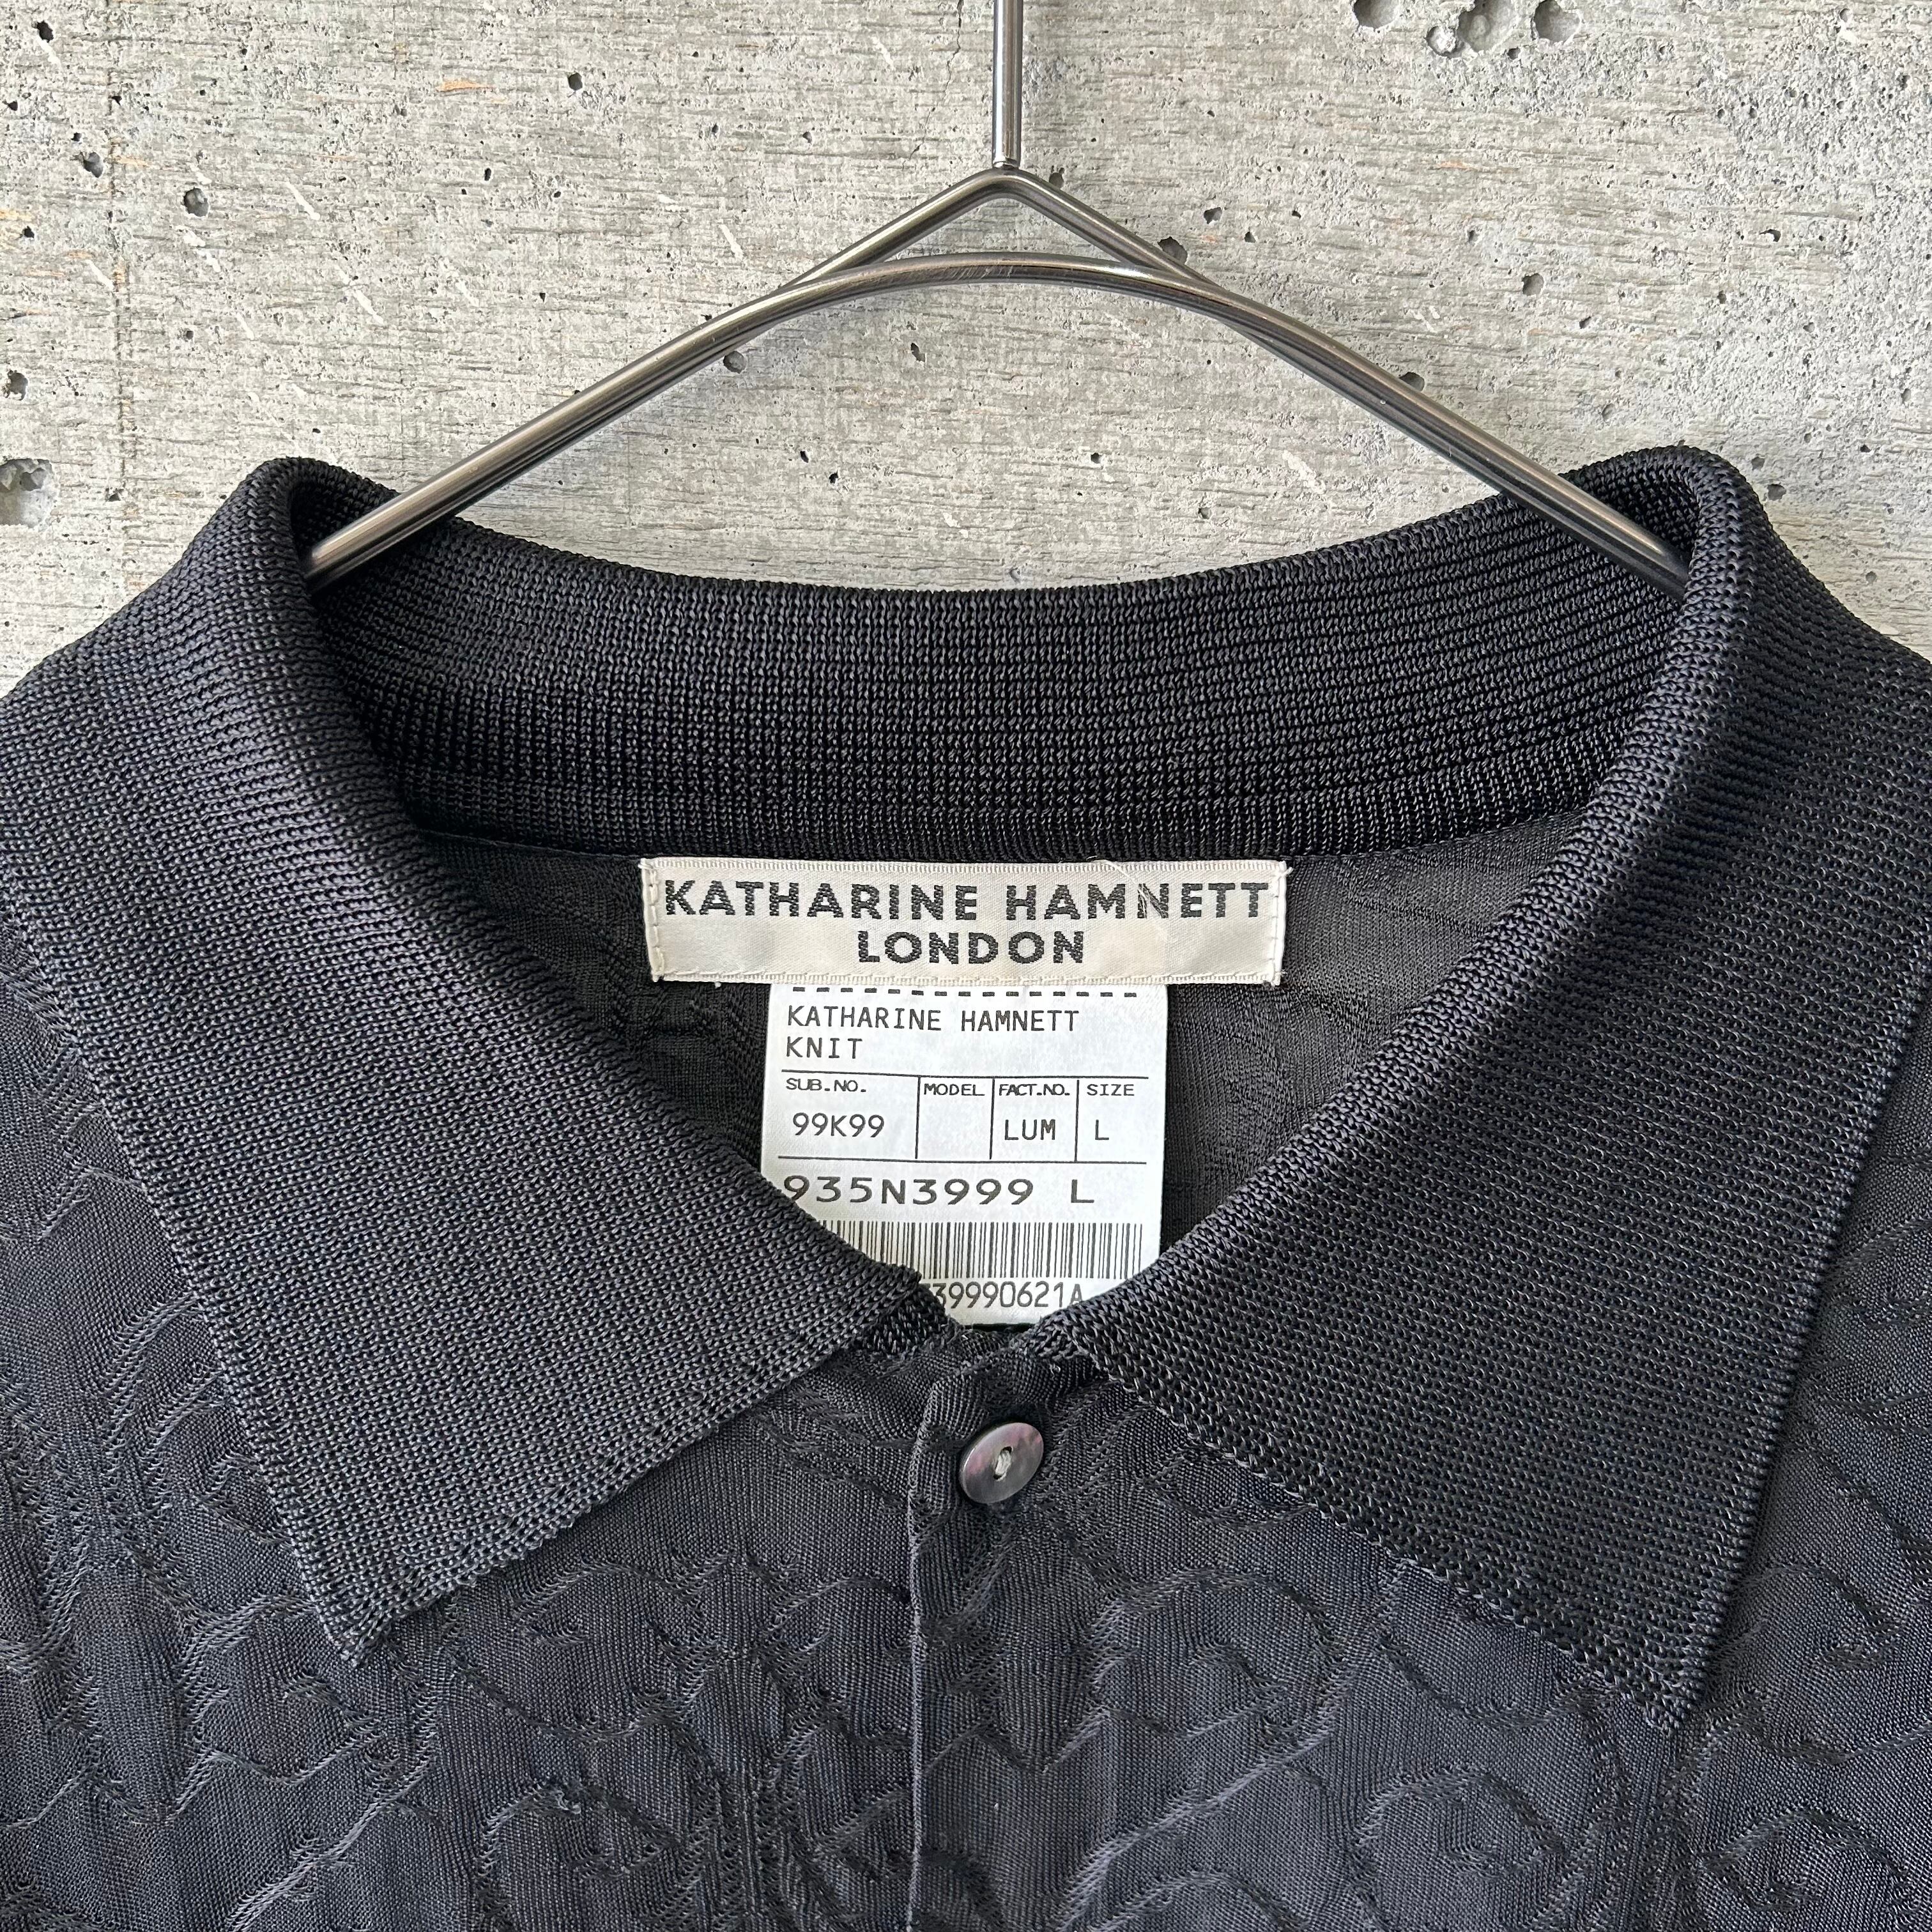 KATHARINE HAMNETT
LONDON
KATHARINE HAMNETT
KNIT
SUB.NO. MODEL FACT.NO. SIZE
99K99 LUM L
935N3999 L
39990621A